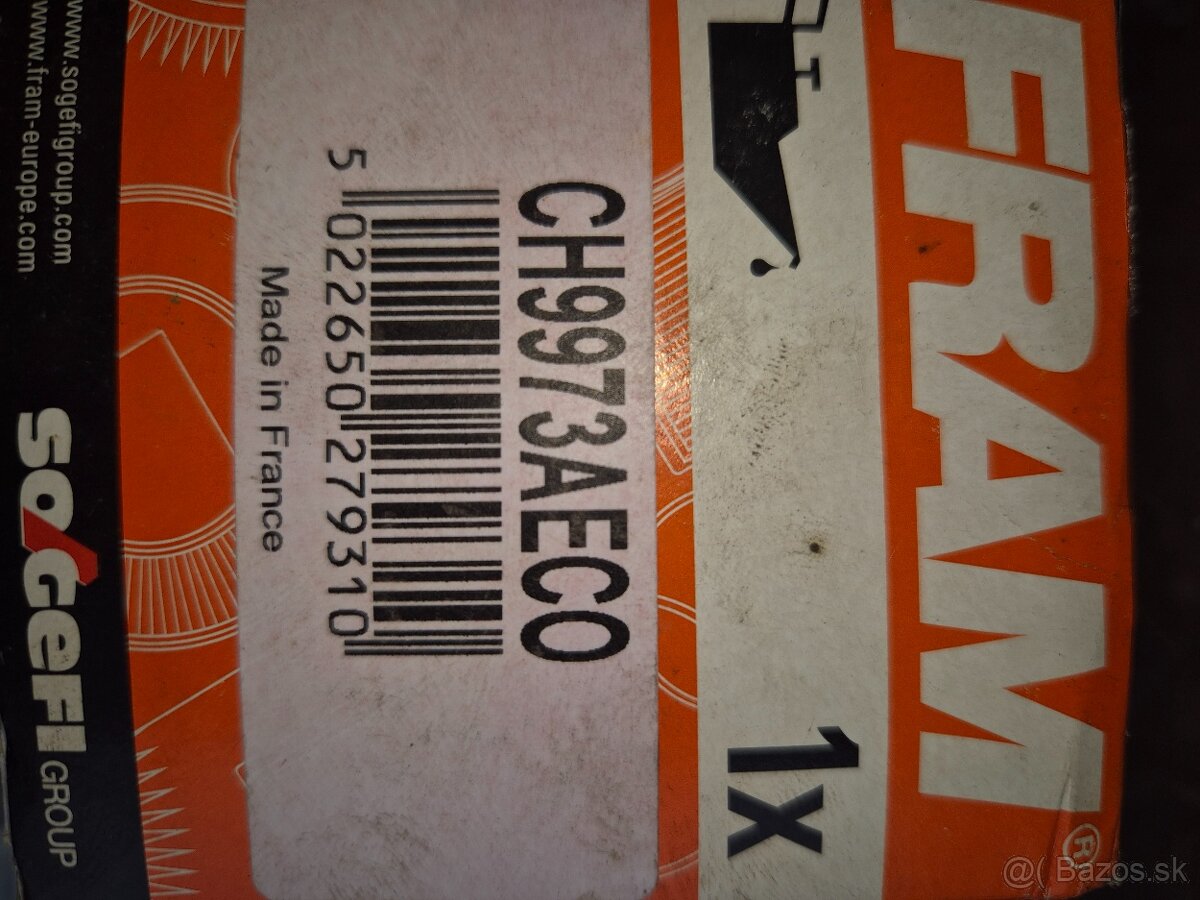 FRAM®
1x
CH9973AECO
5 022650 279310
Made in France
SOGEFI GROUP
www.sogefigroup.com
www.fram-europe.com
@( Bazos.sk